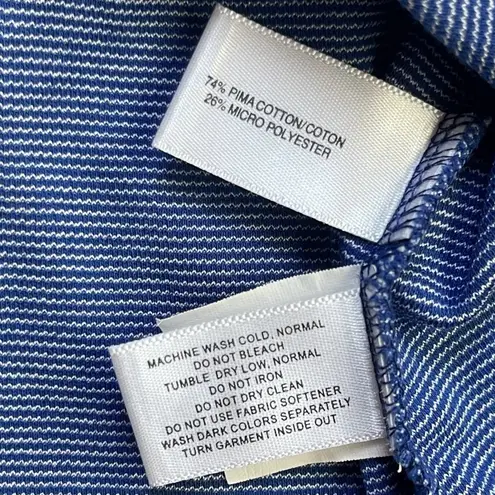 74% PIMA COTTON/COTON
26% MICRO POLYESTER
MACHINE WASH COLD, NORMAL
DO NOT BLEACH
TUMBLE DRY LOW, NORMAL
DO NOT IRON
DO NOT DRY CLEAN
DO NOT USE FABRIC SOFTENER
WASH DARK COLORS SEPARATELY
TURN GARMENT INSIDE OUT